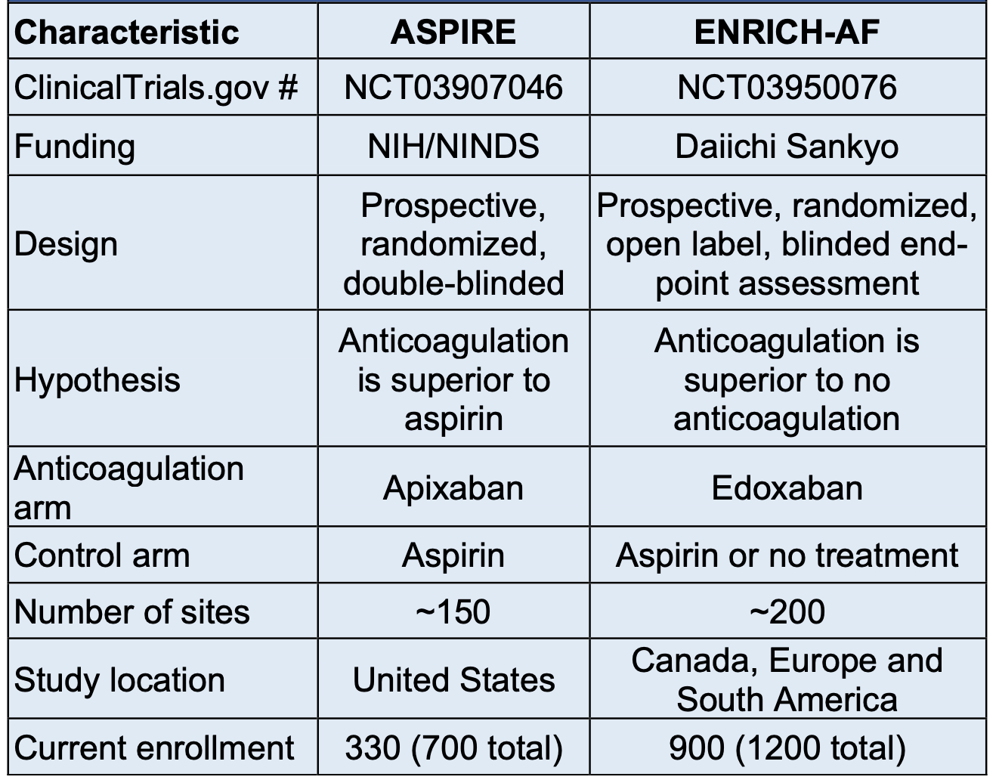 Characteristic ASPIRE ENRICH-AF
ClinicalTrials.gov # NCT03907046 NCT03950076
Funding NIH/NINDS Daiichi Sankyo
Design
Prospective,
randomized,
double-blinded
Prospective, randomized,
open label, blinded end-
point assessment
Hypothesis
Anticoagulation
is superior to
aspirin
Anticoagulation is
superior to no
anticoagulation
Anticoagulation
arm
Apixaban
Edoxaban
Control arm Aspirin Aspirin or no treatment
Number of sites ~150 ~200
Study location
United States
Canada, Europe and
South America
Current enrollment 330 (700 total) 900 (1200 total)